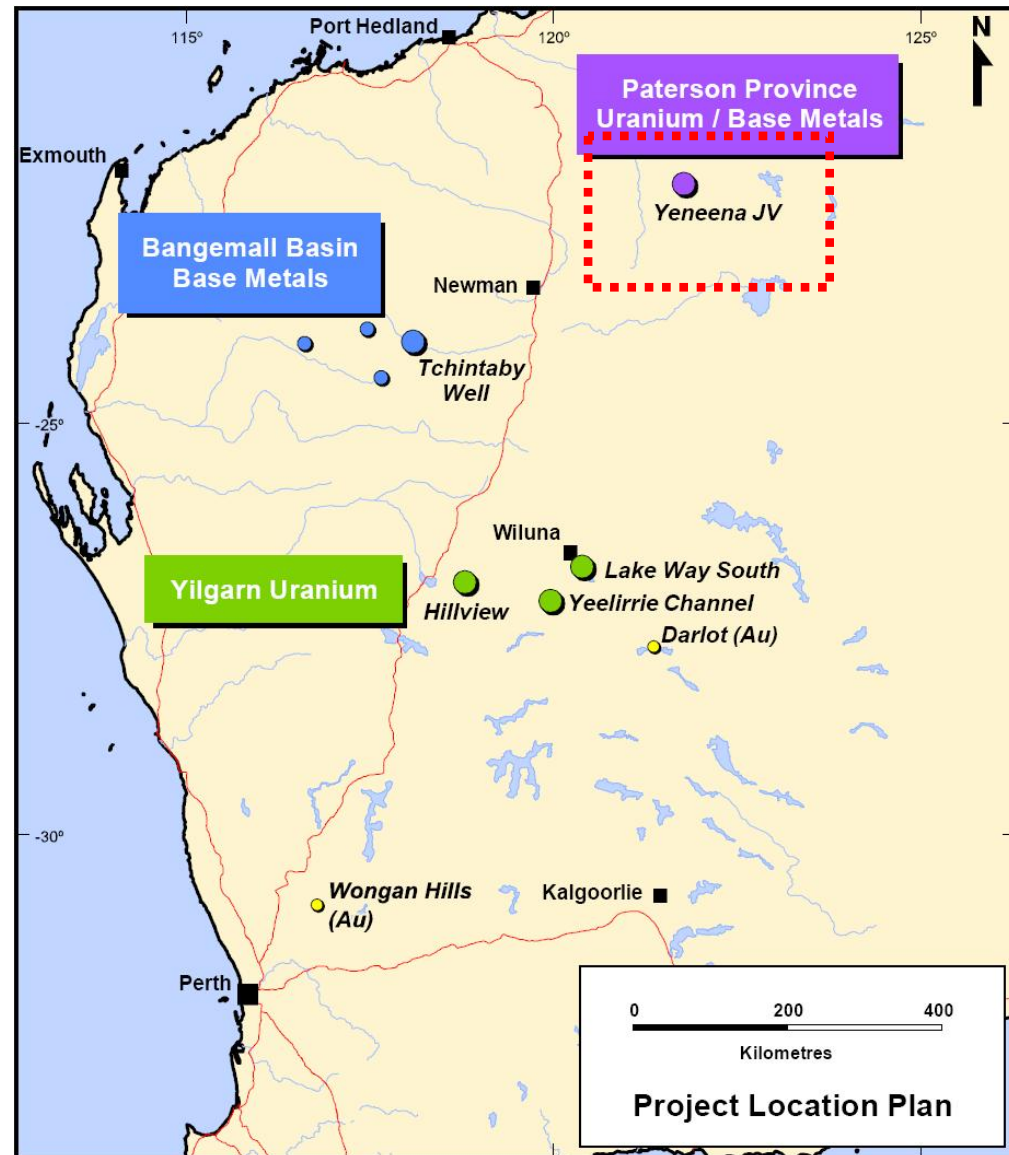 115°
Port Hedland
120°
125°
N
Paterson Province
Uranium / Base Metals
Exmouth
Yeneena JV
Bangemall Basin
Base Metals
Newman
Tchintaby
Well
-25°
Wiluna
Lake Way South
Yilgarn Uranium
Hillview
Yeelirrie Channel
Darlot (Au)
-30°
Wongan Hills
(Au)
Kalgoorlie
Perth
0 200 400
Kilometres
Project Location Plan